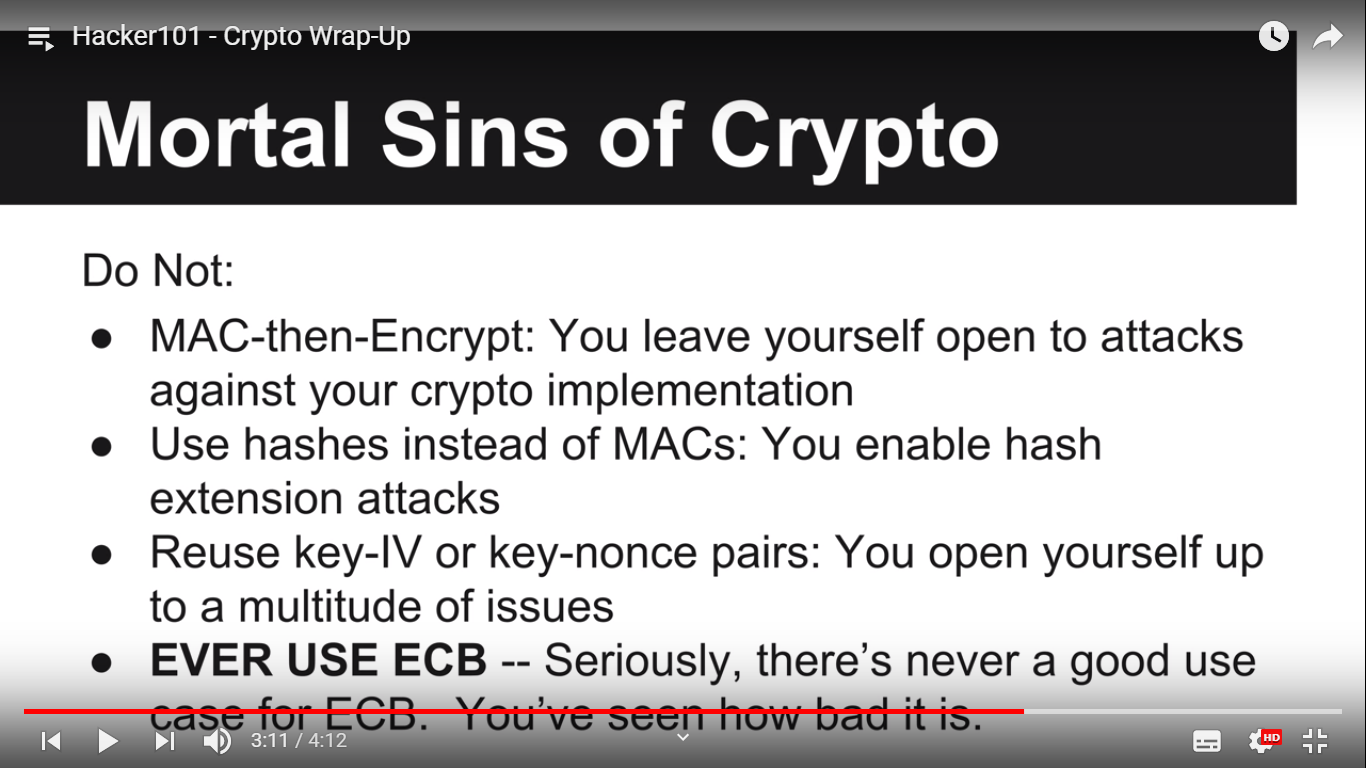 Hacker101 - Crypto Wrap-Up
Mortal Sins of Crypto
Do Not:
● MAC-then-Encrypt: You leave yourself open to attacks
against your crypto implementation
● Use hashes instead of MACs: You enable hash
extension attacks
● Reuse key-IV or key-nonce pairs: You open yourself up
to a multitude of issues
● EVER USE ECB -- Seriously, there’s never a good use
case for ECB. You’ve seen how bad it is.
3:11 / 4:12
HD